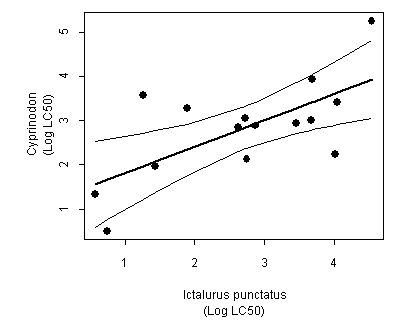 5
4
3
2
1
Cyprinodon
(Log LC50)
1 2 3 4
Ictalurus punctatus
(Log LC50)